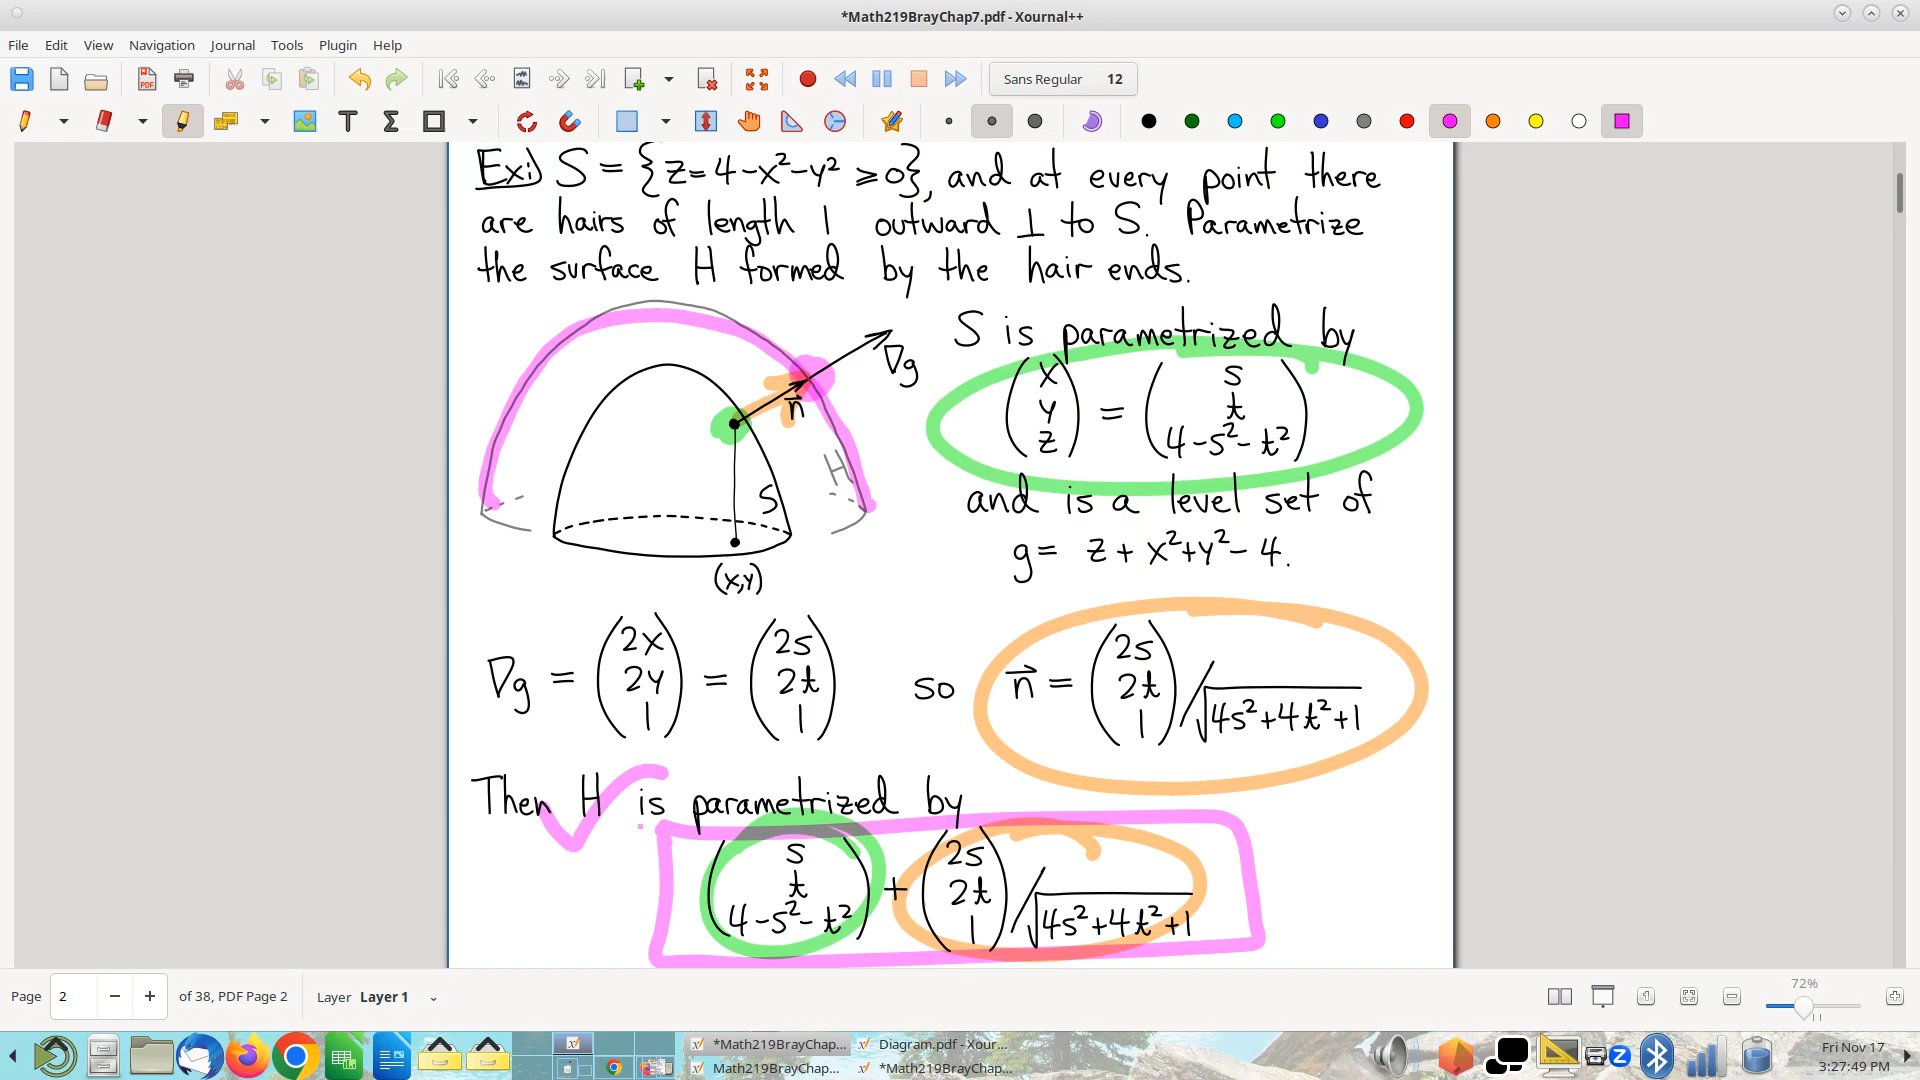 *Math219BrayChap7.pdf - Xournal++
File Edit View Navigation Journal Tools Plugin Help
Sans Regular 12
Ex: S = {z = 4 - x² - y² ⩾ 0}, and at every point there
are hairs of length 1 outward ⊥ to S. Parametrize
the surface H formed by the hair ends.
∇g
n⃗
H
S
(x,y)
S is parametrized by
(x, y, z) = (s, t, 4-s²-t²)
and is a level set of
g = z + x² + y² - 4.
∇g = (2x, 2y, 1) = (2s, 2t, 1) so n⃗ = (2s, 2t, 1) / √(4s²+4t²+1)
Then H is parametrized by
(s, t, 4-s²-t²) + (2s, 2t, 1) / √(4s²+4t²+1)
Page 2 of 38, PDF Page 2 Layer Layer 1 72%
*Math219BrayChap... Diagram.pdf - Xour...
Math219BrayChap... *Math219BrayChap...
Fri Nov 17
3:27:49 PM